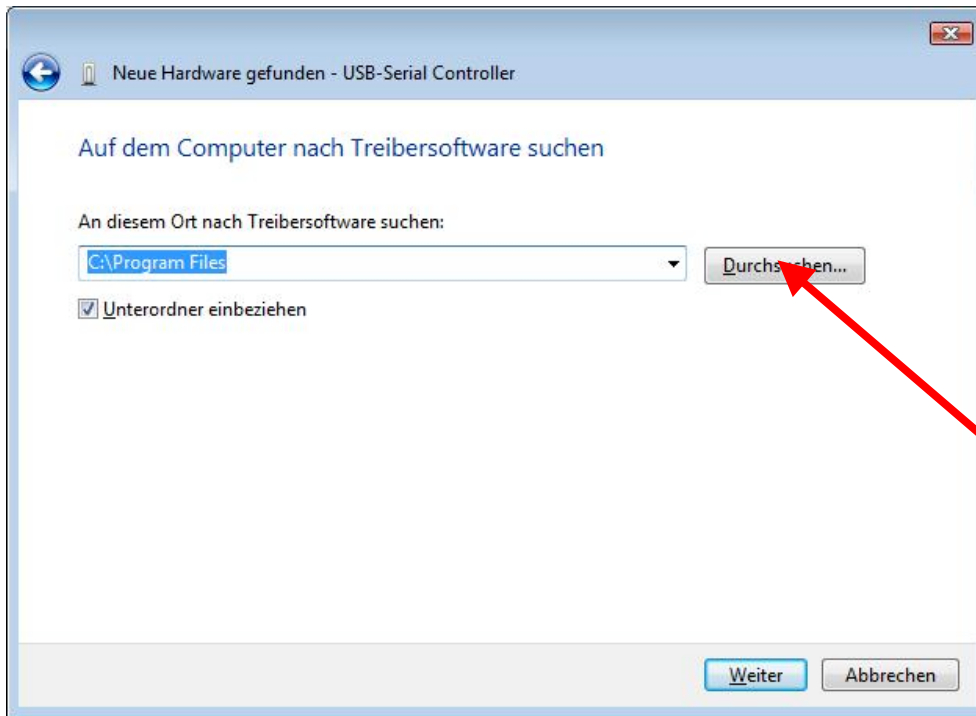 Neue Hardware gefunden - USB-Serial Controller
Auf dem Computer nach Treibersoftware suchen
An diesem Ort nach Treibersoftware suchen:
C:\Program Files
Durchsuchen...
Unterordner einbeziehen
Weiter Abbrechen